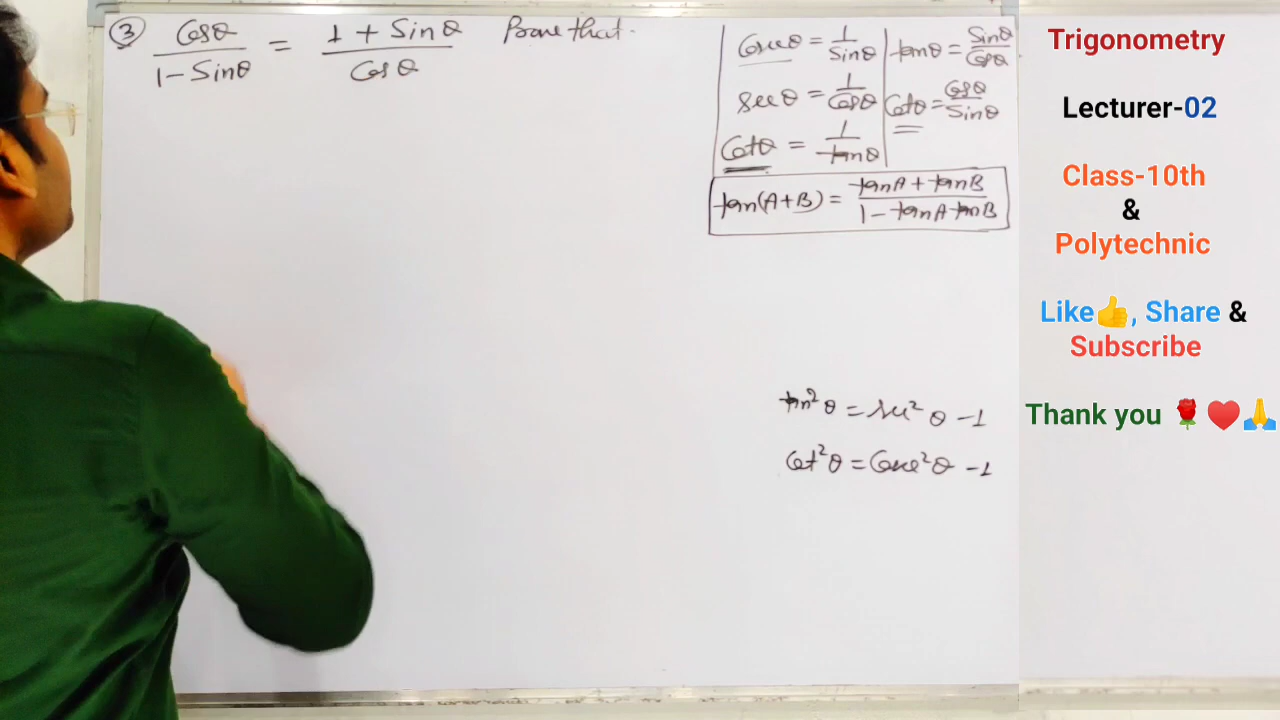 ③ Cosθ / 1 - Sinθ = 1 + Sinθ / Cosθ Prove that.
Cosecθ = 1 / Sinθ
secθ = 1 / Cosθ
Cotθ = 1 / tanθ
tanθ = Sinθ / Cosθ
Cotθ = Cosθ / Sinθ
tan(A+B) = tanA + tanB / 1 - tanA tanB
tan²θ = sec²θ - 1
Cot²θ = Cosec²θ - 1
Trigonometry
Lecturer-02
Class-10th
&
Polytechnic
Like👍, Share &
Subscribe
Thank you 🌹♥️🙏